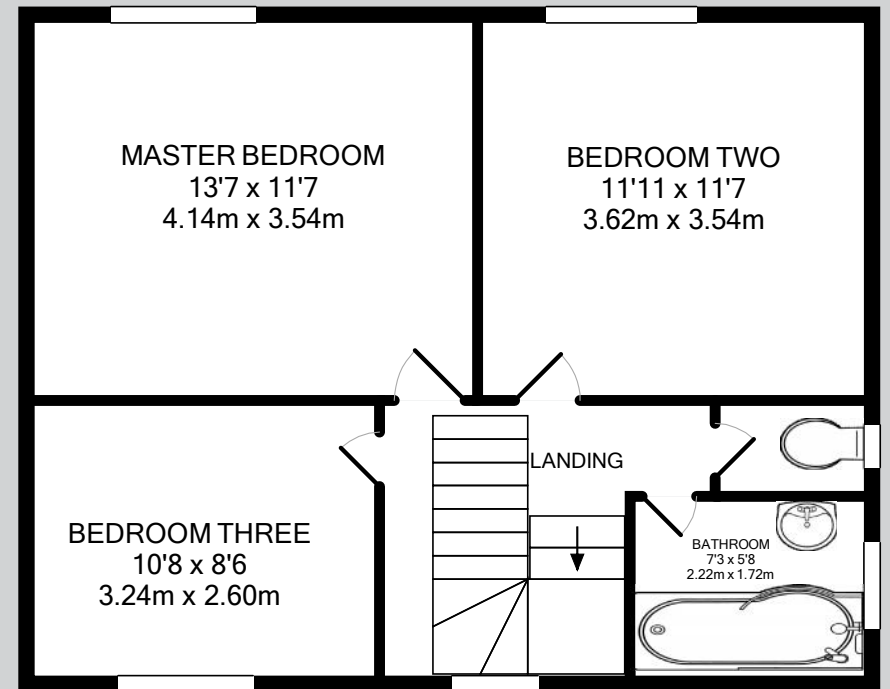 MASTER BEDROOM
13'7 x 11'7
4.14m x 3.54m
BEDROOM TWO
11'11 x 11'7
3.62m x 3.54m
LANDING
BEDROOM THREE
10'8 x 8'6
3.24m x 2.60m
BATHROOM
7'3 x 5'8
2.22m x 1.72m